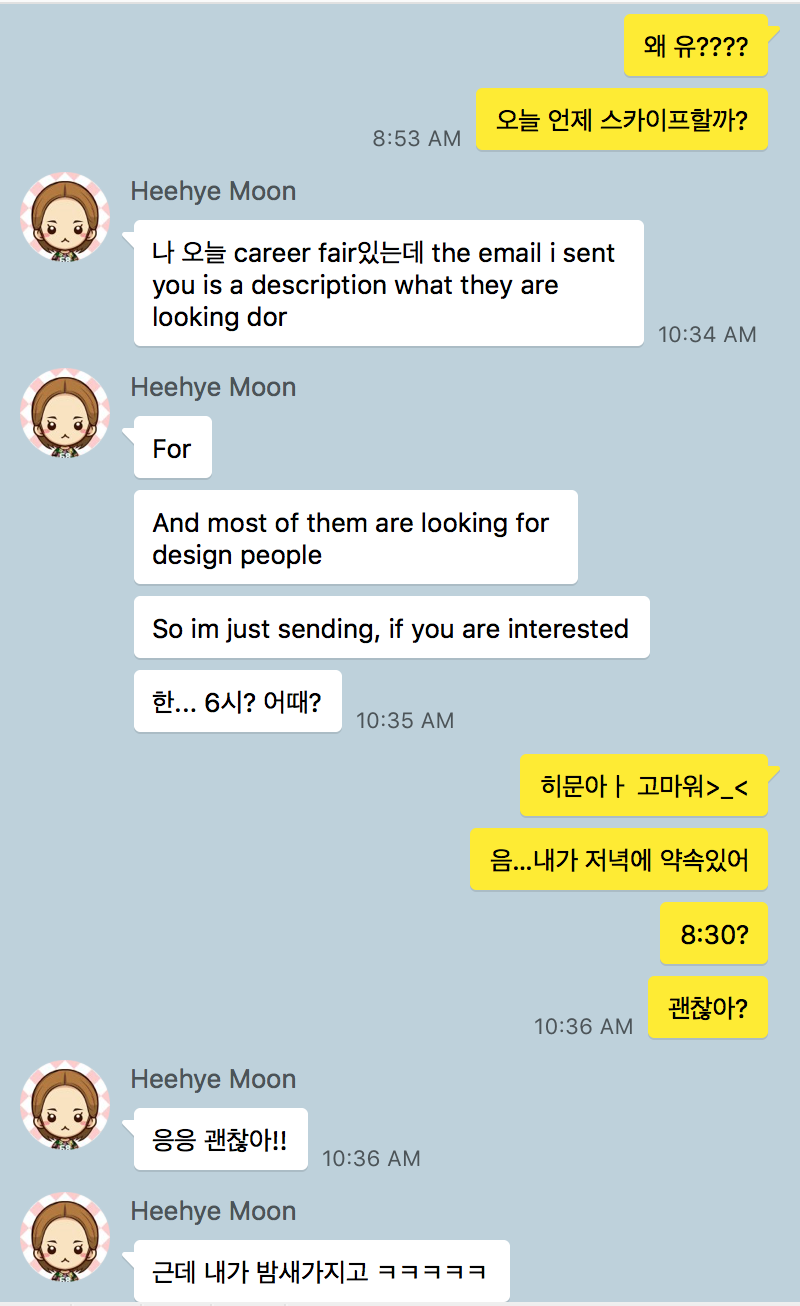 왜 유????
오늘 언제 스카이프할까?
8:53 AM
Heehye Moon
나 오늘 career fair있는데 the email i sent
you is a description what they are
looking dor
10:34 AM
Heehye Moon
For
And most of them are looking for
design people
So im just sending, if you are interested
한... 6시? 어때?
10:35 AM
히문아ㅏ 고마워>_<
음...내가 저녁에 약속있어
8:30?
괜찮아?
10:36 AM
Heehye Moon
응응 괜찮아!!
10:36 AM
Heehye Moon
근데 내가 밤새가지고 ㅋㅋㅋㅋㅋ